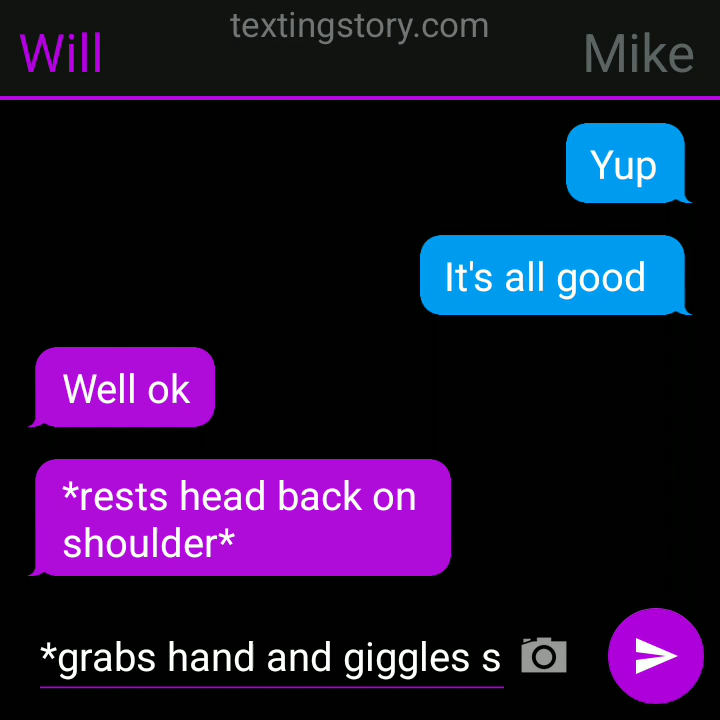 textingstory.com
Will
Mike
Yup
It's all good
Well ok
*rests head back on
shoulder*
*grabs hand and giggles s